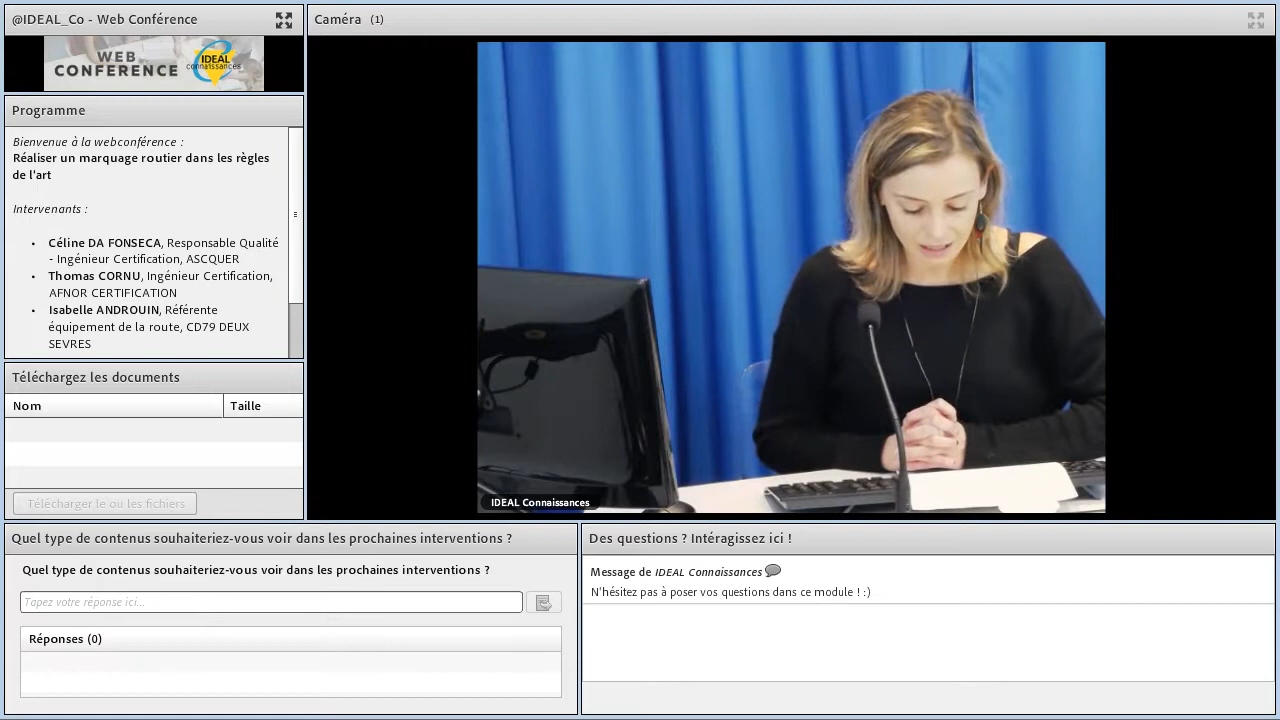 @IDEAL_Co - Web Conférence
WEB
CONFERENCE
IDEAL
connaissances
Programme
Bienvenue à la webconférence :
Réaliser un marquage routier dans les règles
de l'art
Intervenants :
• Céline DA FONSECA, Responsable Qualité
- Ingénieur Certification, ASCQUER
• Thomas CORNU, Ingénieur Certification,
AFNOR CERTIFICATION
• Isabelle ANDROUIN, Référente
équipement de la route, CD79 DEUX
SEVRES
Téléchargez les documents
Nom Taille
Télécharger le ou les fichiers
Caméra (1)
IDEAL Connaissances
Quel type de contenus souhaiteriez-vous voir dans les prochaines interventions ?
Quel type de contenus souhaiteriez-vous voir dans les prochaines interventions ?
Tapez votre réponse ici...
Réponses (0)
Des questions ? Intéragissez ici !
Message de IDEAL Connaissances
N'hésitez pas à poser vos questions dans ce module ! :)